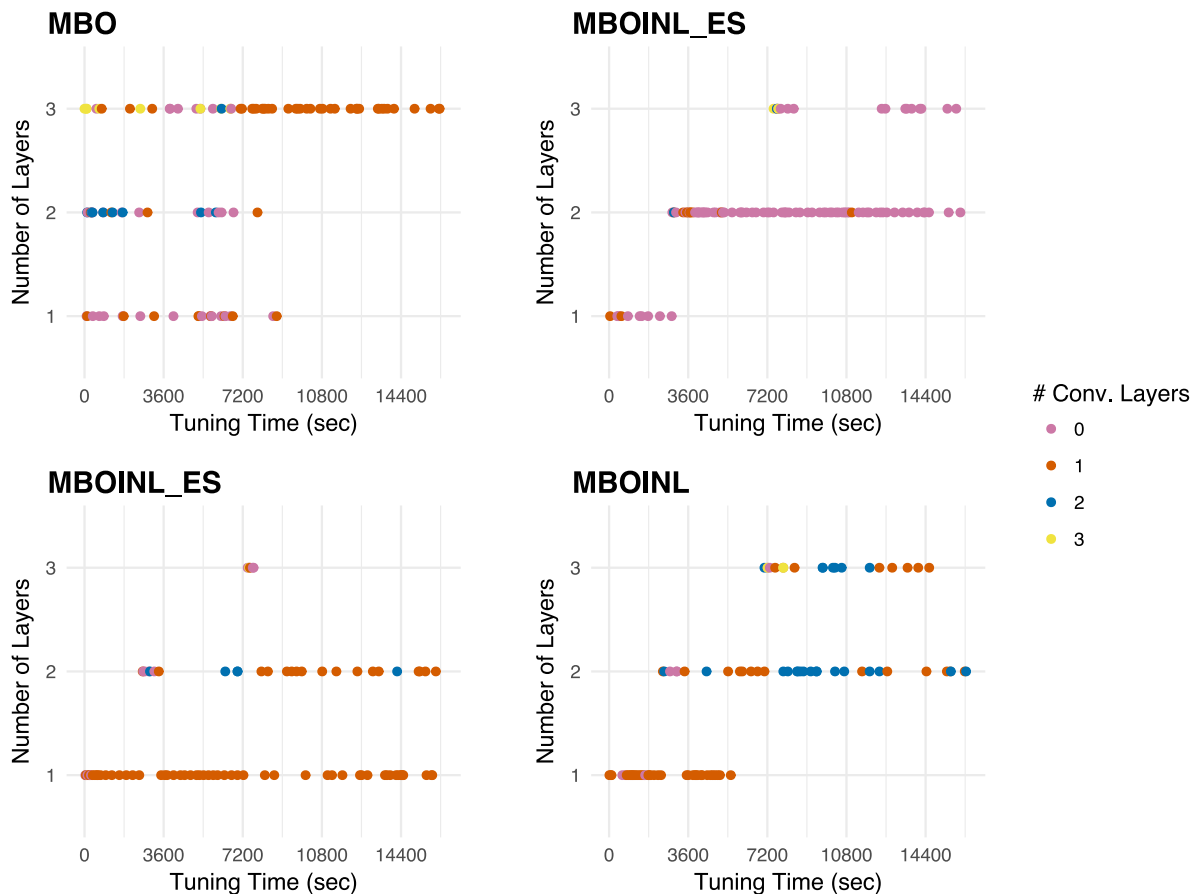 MBO
Number of Layers
3
2
1
0 3600 7200 10800 14400
Tuning Time (sec)
MBOINL_ES
Number of Layers
3
2
1
0 3600 7200 10800 14400
Tuning Time (sec)
MBOINL_ES
Number of Layers
3
2
1
0 3600 7200 10800 14400
Tuning Time (sec)
MBOINL
Number of Layers
3
2
1
0 3600 7200 10800 14400
Tuning Time (sec)
# Conv. Layers
0
1
2
3